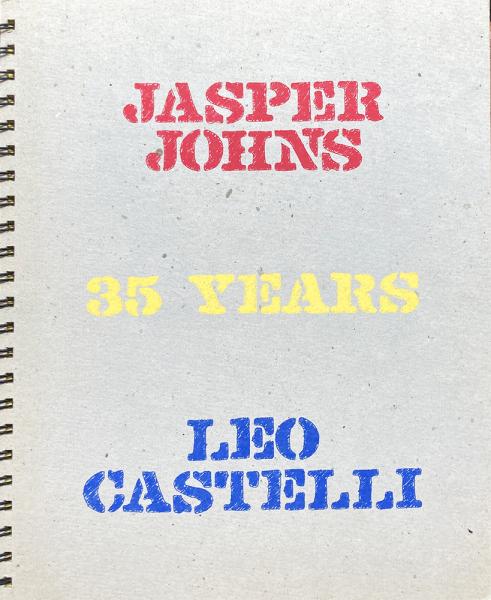 JASPER
JOHNS
35 YEARS
LEO
CASTELLI